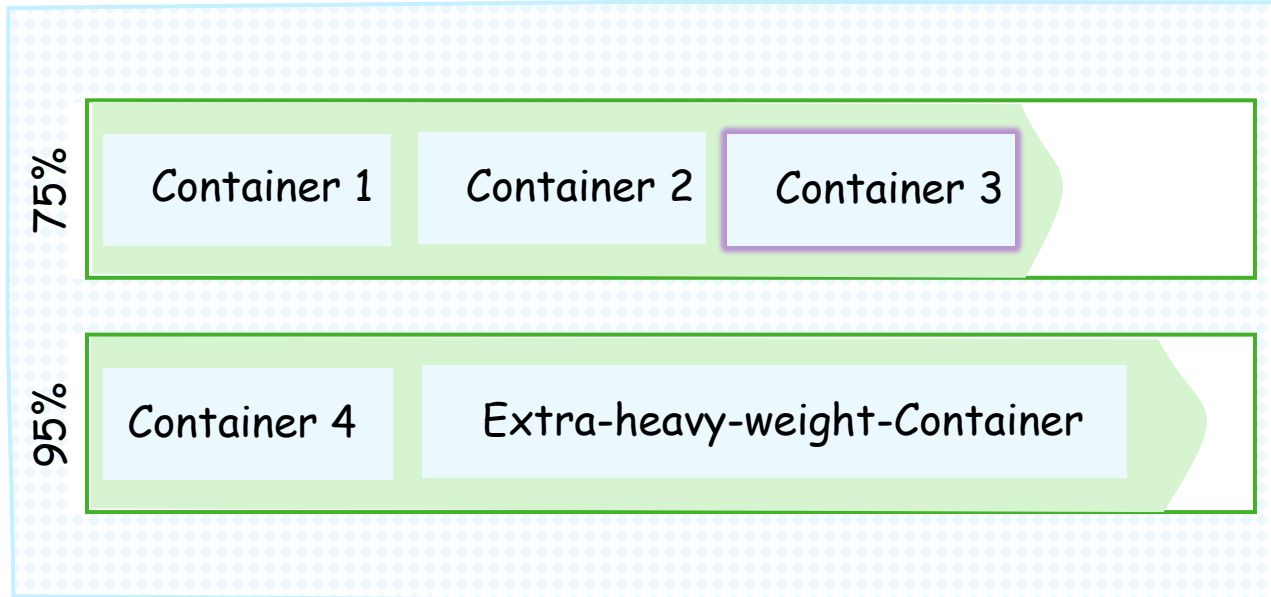 75%
Container 1
Container 2
Container 3
95%
Container 4
Extra-heavy-weight-Container